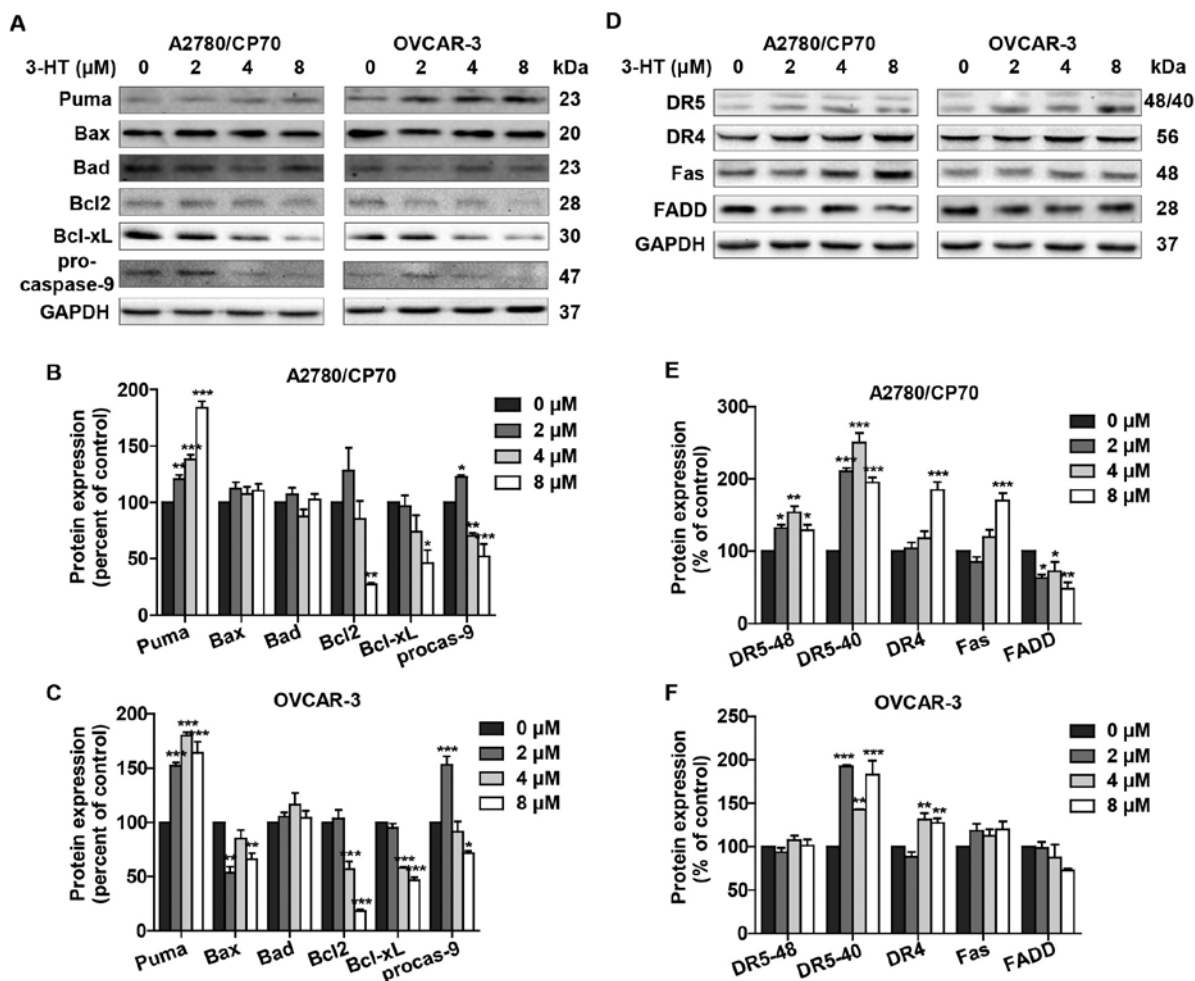 A
A2780/CP70 OVCAR-3
3-HT (µM) 0 2 4 8 0 2 4 8 kDa
Puma 23
Bax 20
Bad 23
Bcl2 28
Bcl-xL 30
pro-
caspase-9 47
GAPDH 37
D
A2780/CP70 OVCAR-3
3-HT (µM) 0 2 4 8 0 2 4 8 kDa
DR5 48/40
DR4 56
Fas 48
FADD 28
GAPDH 37
B
A2780/CP70
Protein expression
(percent of control)
200
150
100
50
0
** *** ***
**
*
* ** ***
Puma Bax Bad Bcl2 Bcl-xL procas-9
0 µM
2 µM
4 µM
8 µM
C
OVCAR-3
Protein expression
(percent of control)
200
150
100
50
0
*** *** ***
** **
*** ***
*** ***
*** *
Puma Bax Bad Bcl2 Bcl-xL procas-9
0 µM
2 µM
4 µM
8 µM
E
A2780/CP70
Protein expression
(% of control)
300
200
100
0
* ** *
*** *** ***
***
***
* * **
DR5-48 DR5-40 DR4 Fas FADD
0 µM
2 µM
4 µM
8 µM
F
OVCAR-3
Protein expression
(% of control)
250
200
150
100
50
0
*** ** ***
** **
DR5-48 DR5-40 DR4 Fas FADD
0 µM
2 µM
4 µM
8 µM